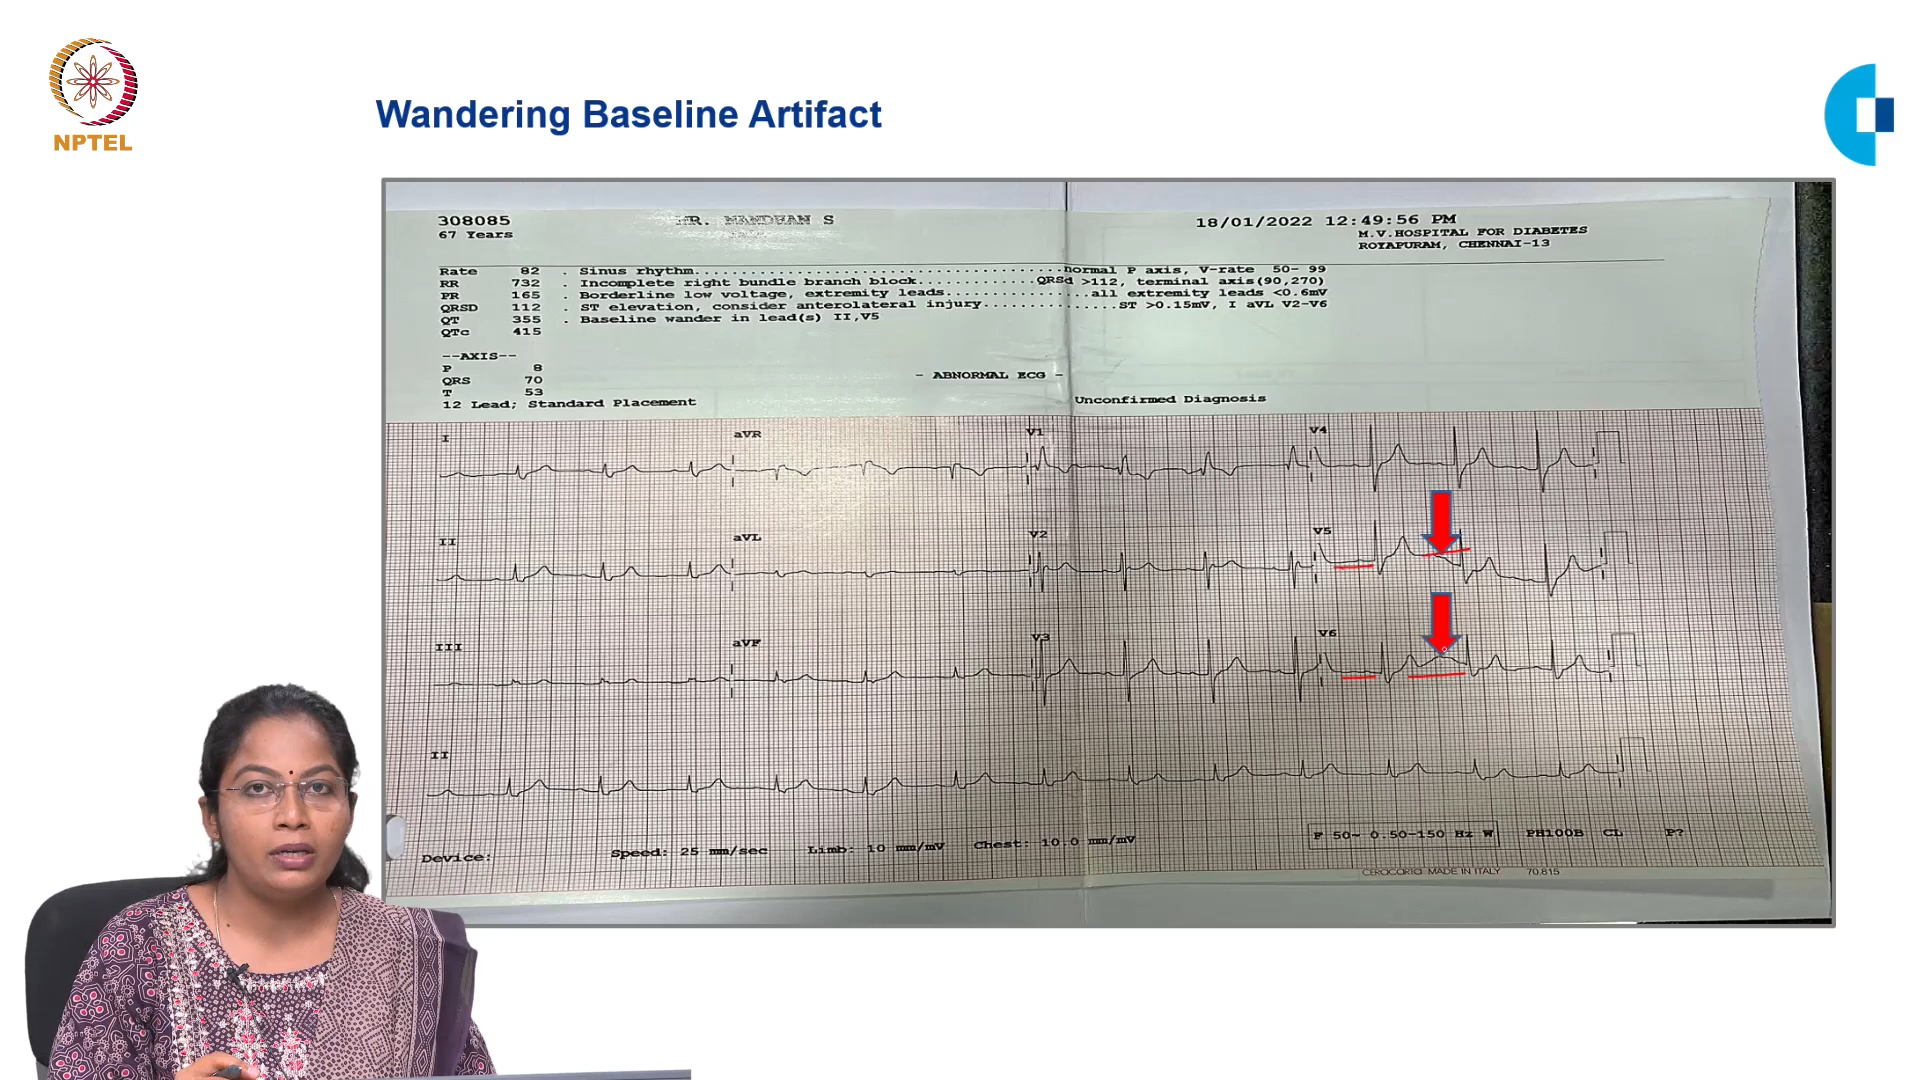 NPTEL
Wandering Baseline Artifact
308085
MR. S
18/01/2022 12:49:56 PM
67 Years
M.V.HOSPITAL FOR DIABETES
ROYAPURAM, CHENNAI-13
Rate 82 . Sinus rhythm.....................................normal P axis, V-rate 50- 99
RR 732 . Incomplete right bundle branch block..............QRSd >112, terminal axis(90,270)
PR 165 . Borderline low voltage, extremity leads..................all extremity leads <0.6mV
QRSD 112 . ST elevation, consider anterolateral injury................ST >0.15mV, I aVL V2-V6
QT 355 . Baseline wander in lead(s) II,V5
QTc 415
--AXIS--
P 8
QRS 70
T 53
- ABNORMAL ECG -
12 Lead; Standard Placement
Unconfirmed Diagnosis
I aVR V1 V4
II aVL V2 V5
III aVF V3 V6
II
Device: Speed: 25 mm/sec Limb: 10 mm/mV Chest: 10.0 mm/mV F 50~ 0.50-150 Hz W PH100B CL P?
CERACARTA MADE IN ITALY 70.815